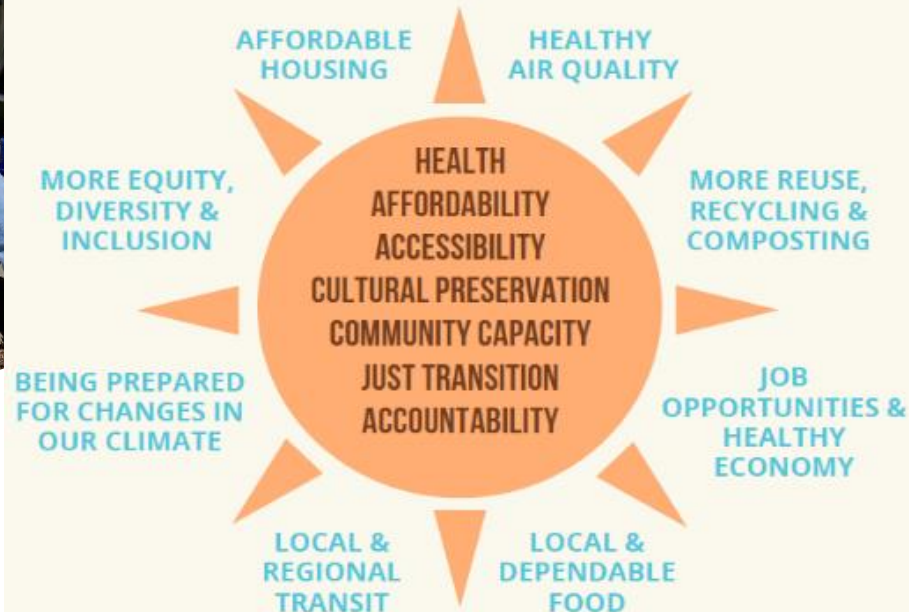 AFFORDABLE
HOUSING
HEALTHY
AIR QUALITY
MORE EQUITY,
DIVERSITY &
INCLUSION
HEALTH
AFFORDABILITY
ACCESSIBILITY
CULTURAL PRESERVATION
COMMUNITY CAPACITY
JUST TRANSITION
ACCOUNTABILITY
MORE REUSE,
RECYCLING &
COMPOSTING
BEING PREPARED
FOR CHANGES IN
OUR CLIMATE
JOB
OPPORTUNITIES &
HEALTHY
ECONOMY
LOCAL &
REGIONAL
TRANSIT
LOCAL &
DEPENDABLE
FOOD